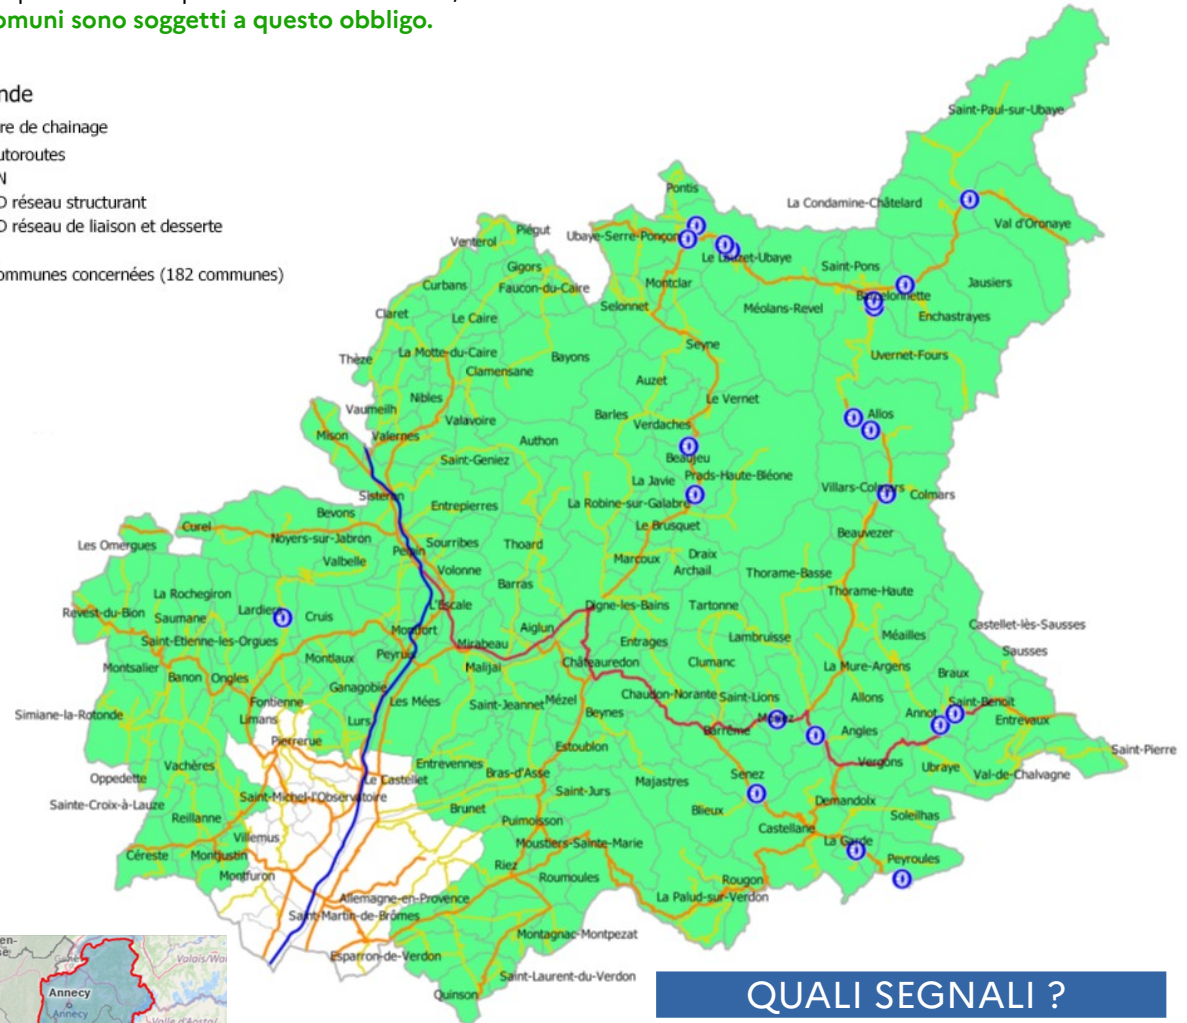 omuni sono soggetti a questo obbligo.
nde
re de chainage
utoroutes
N
O réseau structurant
O réseau de liaison et desserte
ommunes concernées (182 communes)
Saint-Paul-sur-Ubaye
Pontis
La Condamine-Châtelard
Val d'Oronaye
Piégut
Ubaye-Serre-Ponçon
Venterol
Le Lauzet-Ubaye
Saint-Pons
Gigors
Montclar
Jausiers
Curbans
Faucon-du-Caire
Barcelonnette
Selonnet
Méolans-Revel
Enchastrayes
Claret
Le Caire
Seyne
La Motte-du-Caire
Thèze
Bayons
Uvernet-Fours
Clamensane
Auzet
Nibles
Le Vernet
Vaumeilh
Barles
Allos
Valavoire
Verdaches
Mison
Valernes
Authon
Saint-Geniez
Beaujeu
Prads-Haute-Bléone
La Javie
Villars-Colmars
Colmars
Sisteron
Entrepierres
La Robine-sur-Galabre
Bevons
Curel
Le Brusquet
Beauvezer
Noyers-sur-Jabron
Les Omergues
Sourribes
Thoard
Peipin
Draix
Valbelle
Marcoux
Volonne
Archail
Thorame-Basse
Barras
La Rochegiron
Thorame-Haute
L'Escale
Digne-les-Bains
Tartonne
Revest-du-Bion
Lardiers
Saumane
Cruis
Castellet-lès-Sausses
Montfort
Aiglun
Lambruisse
Méailles
Saint-Etienne-les-Orgues
Mirabeau
Entrages
Sausses
Montlaux
Peyruis
Montsalier
Malijai
Châteauredon
Clumanc
La Mure-Argens
Braux
Banon
Ongles
Ganagobie
Chaudon-Norante
Saint-Lions
Allons
Fontienne
Les Mées
Saint-Jeannet
Mézel
Saint-Benoit
Simiane-la-Rotonde
Limans
Lurs
Beynes
Moriez
Annot
Entrevaux
Barrême
Angles
Pierrerue
Estoublon
Saint-Pierre
Vachères
Entrevennes
Vergons
Ubraye
Oppedette
Le Castellet
Bras-d'Asse
Majastres
Senez
Val-de-Chalvagne
Saint-Jurs
Sainte-Croix-à-Lauze
Saint-Michel-l'Observatoire
Demandolx
Brunet
Blieux
Soleilhas
Reillanne
Puimoisson
Castellane
Villemus
Moustiers-Sainte-Marie
La Garde
Céreste
Montjustin
Peyroules
Riez
Montfuron
Roumoules
Rougon
Allemagne-en-Provence
La Palud-sur-Verdon
Saint-Martin-de-Brômes
Montagnac-Montpezat
Esparron-de-Verdon
Saint-Laurent-du-Verdon
Quinson
Annecy
Annecy
QUALI SEGNALI ?